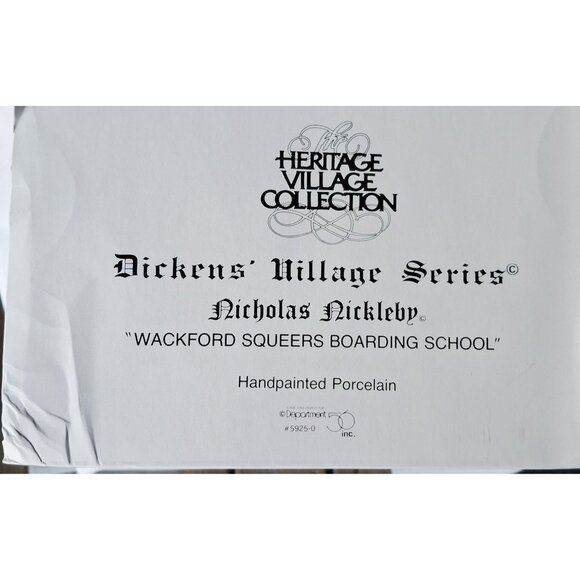 The
HERITAGE
VILLAGE
COLLECTION
Dickens' Village Series©
Nicholas Nickleby©
"WACKFORD SQUEERS BOARDING SCHOOL"
Handpainted Porcelain
© Department 56
#5925-0 inc.